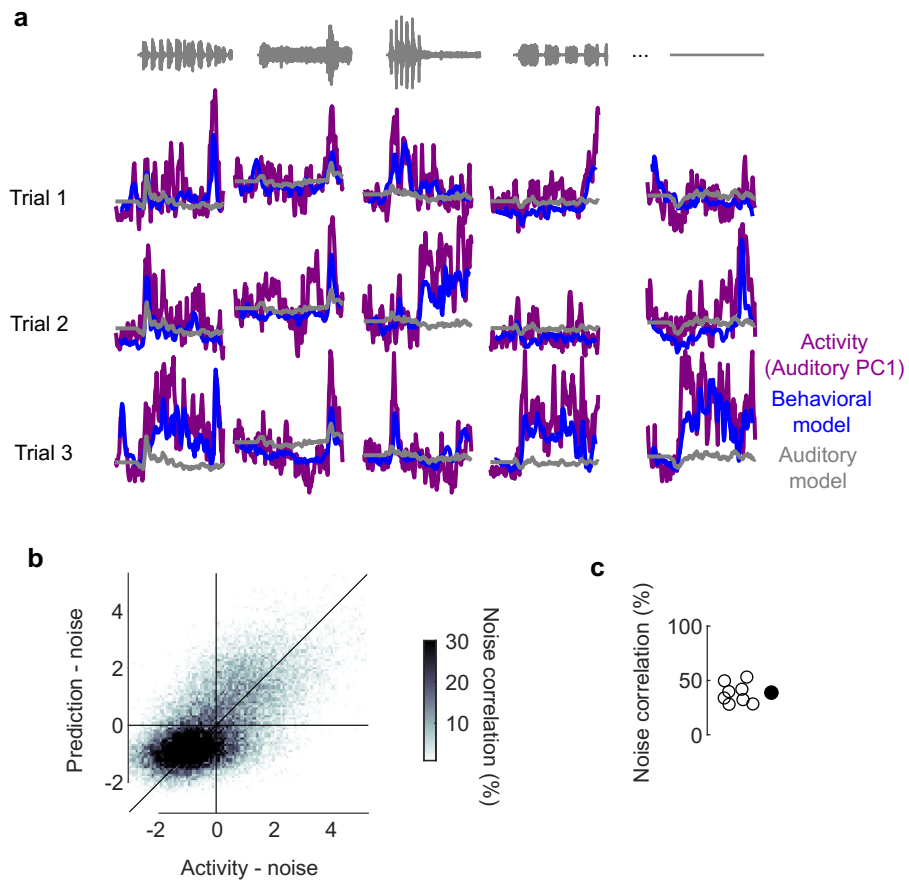 a
...
Trial 1
Trial 2
Trial 3
Activity
(Auditory PC1)
Behavioral
model
Auditory
model
b
Prediction - noise
4
2
0
-2
-2
0
2
4
Activity - noise
30
20
10
Noise correlation (%)
c
Noise correlation (%)
100
50
0